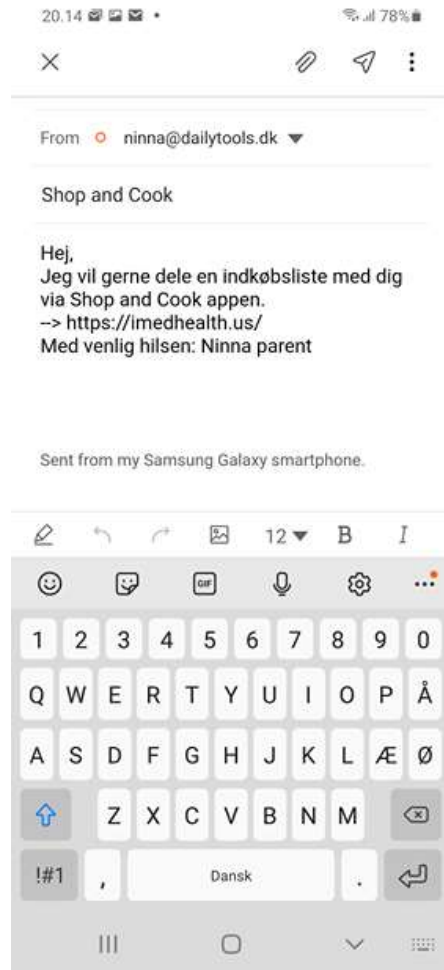 20.14 78%
From ninna@dailytools.dk
Shop and Cook
Hej,
Jeg vil gerne dele en indkøbsliste med dig
via Shop and Cook appen.
--> https://imedhealth.us/
Med venlig hilsen: Ninna parent
Sent from my Samsung Galaxy smartphone.
12 B I
GIF
1 2 3 4 5 6 7 8 9 0
Q W E R T Y U I O P Å
A S D F G H J K L Æ Ø
Z X C V B N M
!#1 , Dansk .